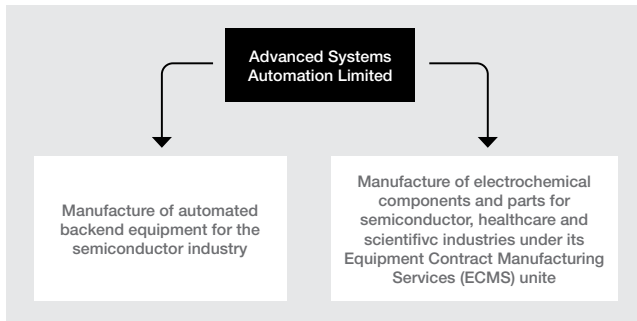 Advanced Systems
Automation Limited
Manufacture of automated
backend equipment for the
semiconductor industry
Manufacture of electrochemical
components and parts for
semiconductor, healthcare and
scientifivc industries under its
Equipment Contract Manufacturing
Services (ECMS) unite